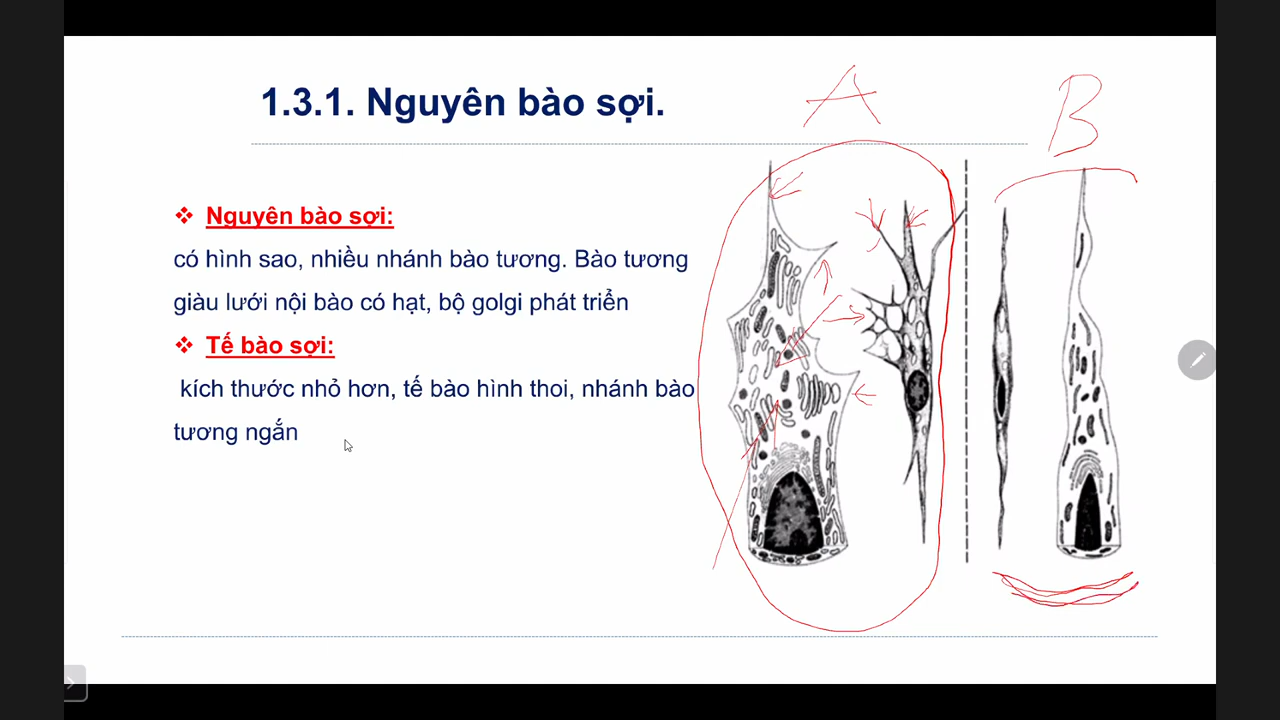 1.3.1. Nguyên bào sợi.
A
B
❖ Nguyên bào sợi:
có hình sao, nhiều nhánh bào tương. Bào tương
giàu lưới nội bào có hạt, bộ golgi phát triển
❖ Tế bào sợi:
kích thước nhỏ hơn, tế bào hình thoi, nhánh bào
tương ngắn